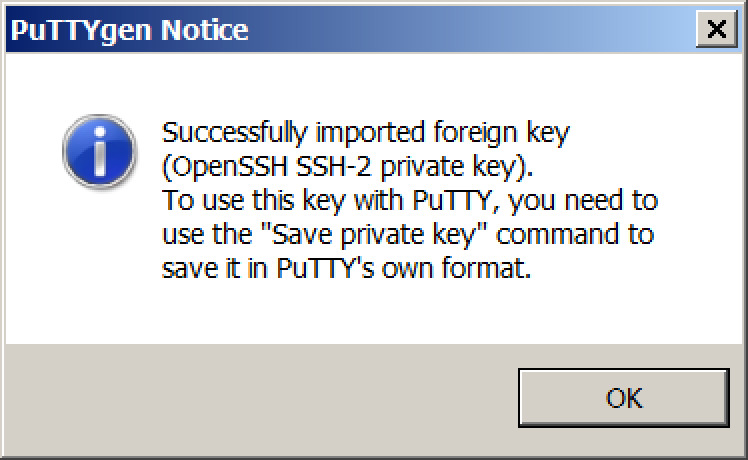 PuTTYgen Notice
Successfully imported foreign key
(OpenSSH SSH-2 private key).
To use this key with PuTTY, you need to
use the "Save private key" command to
save it in PuTTY's own format.
OK